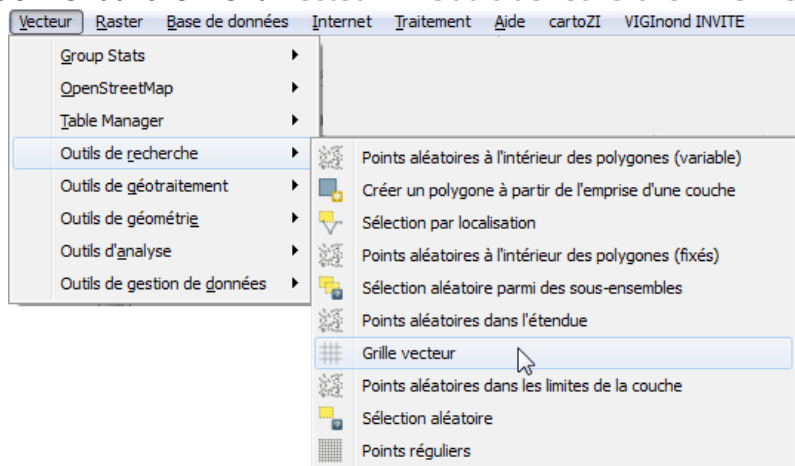 Vecteur Raster Base de données Internet Traitement Aide cartoZI VIGInond INVITE
Group Stats
OpenStreetMap
Table Manager
Outils de recherche
Outils de géotraitement
Outils de géométrie
Outils d'analyse
Outils de gestion de données
Points aléatoires à l'intérieur des polygones (variable)
Créer un polygone à partir de l'emprise d'une couche
Sélection par localisation
Points aléatoires à l'intérieur des polygones (fixés)
Sélection aléatoire parmi des sous-ensembles
Points aléatoires dans l'étendue
Grille vecteur
Points aléatoires dans les limites de la couche
Sélection aléatoire
Points réguliers